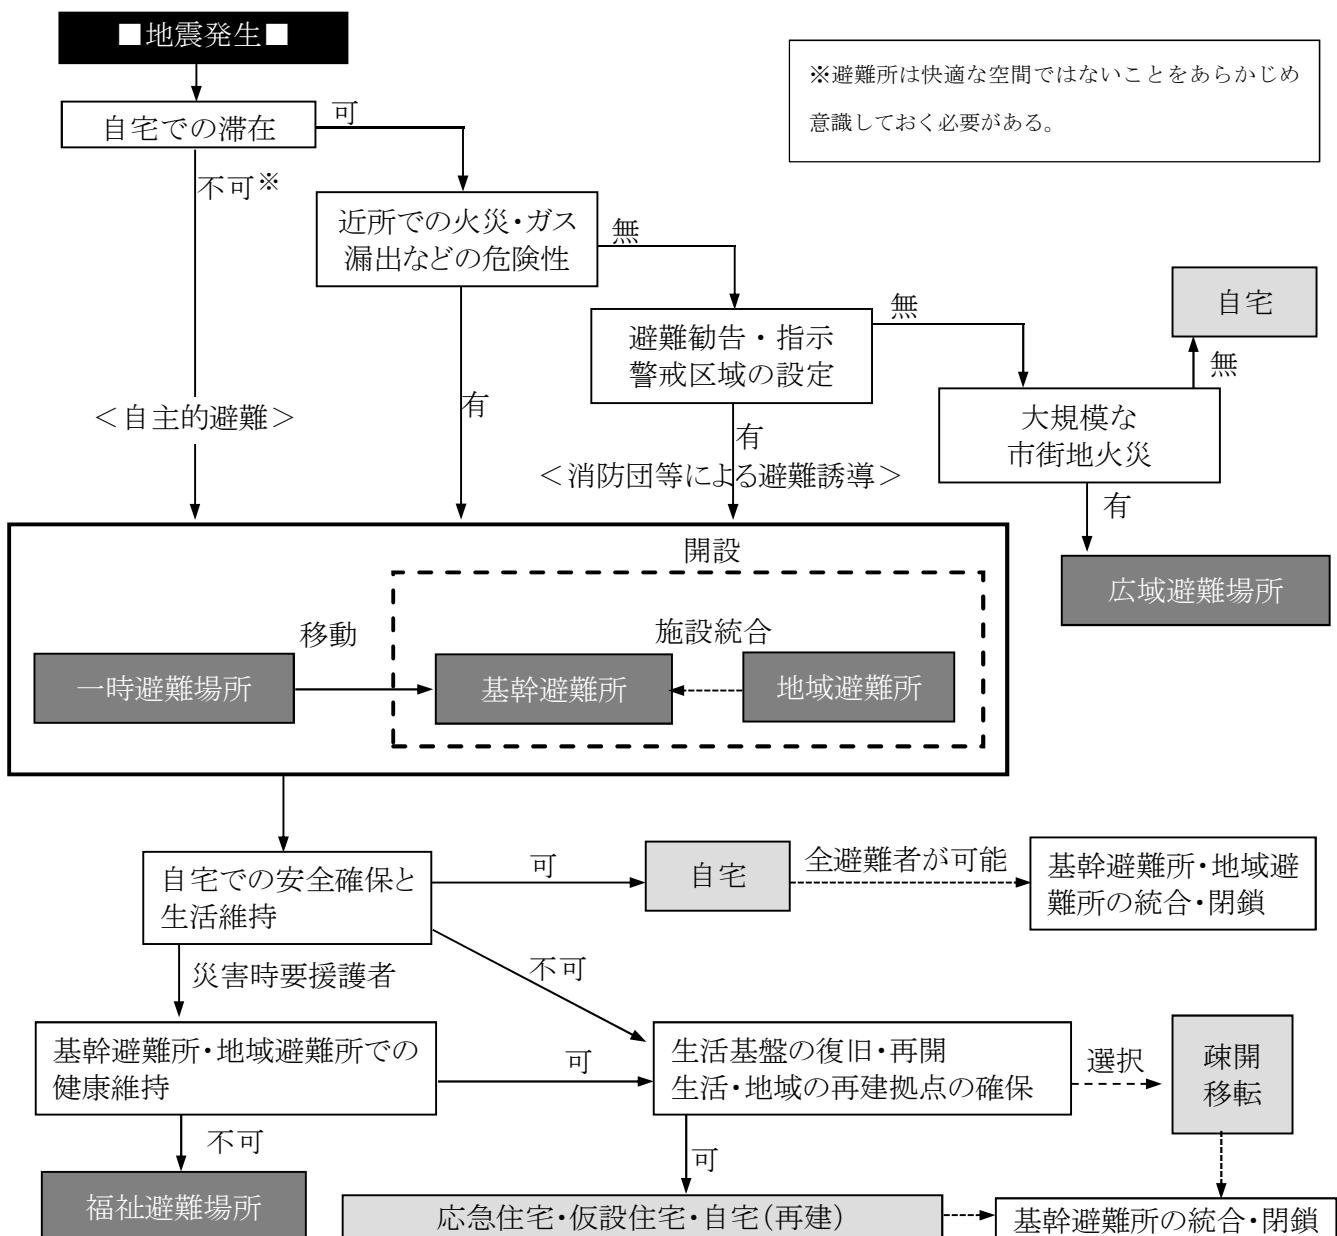 ■地震発生■
※避難所は快適な空間ではないことをあらかじめ
意識しておく必要がある。
自宅での滞在
可
不可※
近所での火災・ガス
漏出などの危険性
無
避難勧告・指示
警戒区域の設定
無
自宅
無
大規模な
市街地火災
有
<自主的避難>
有
<消防団等による避難誘導>
有
広域避難場所
開設
移動
施設統合
一時避難場所
基幹避難所
地域避難所
自宅での安全確保と
生活維持
可
自宅
全避難者が可能
基幹避難所・地域避
難所の統合・閉鎖
災害時要援護者
不可
基幹避難所・地域避難所での
健康維持
可
生活基盤の復旧・再開
生活・地域の再建拠点の確保
選択
疎開
移転
不可
可
福祉避難場所
応急住宅・仮設住宅・自宅(再建)
基幹避難所の統合・閉鎖